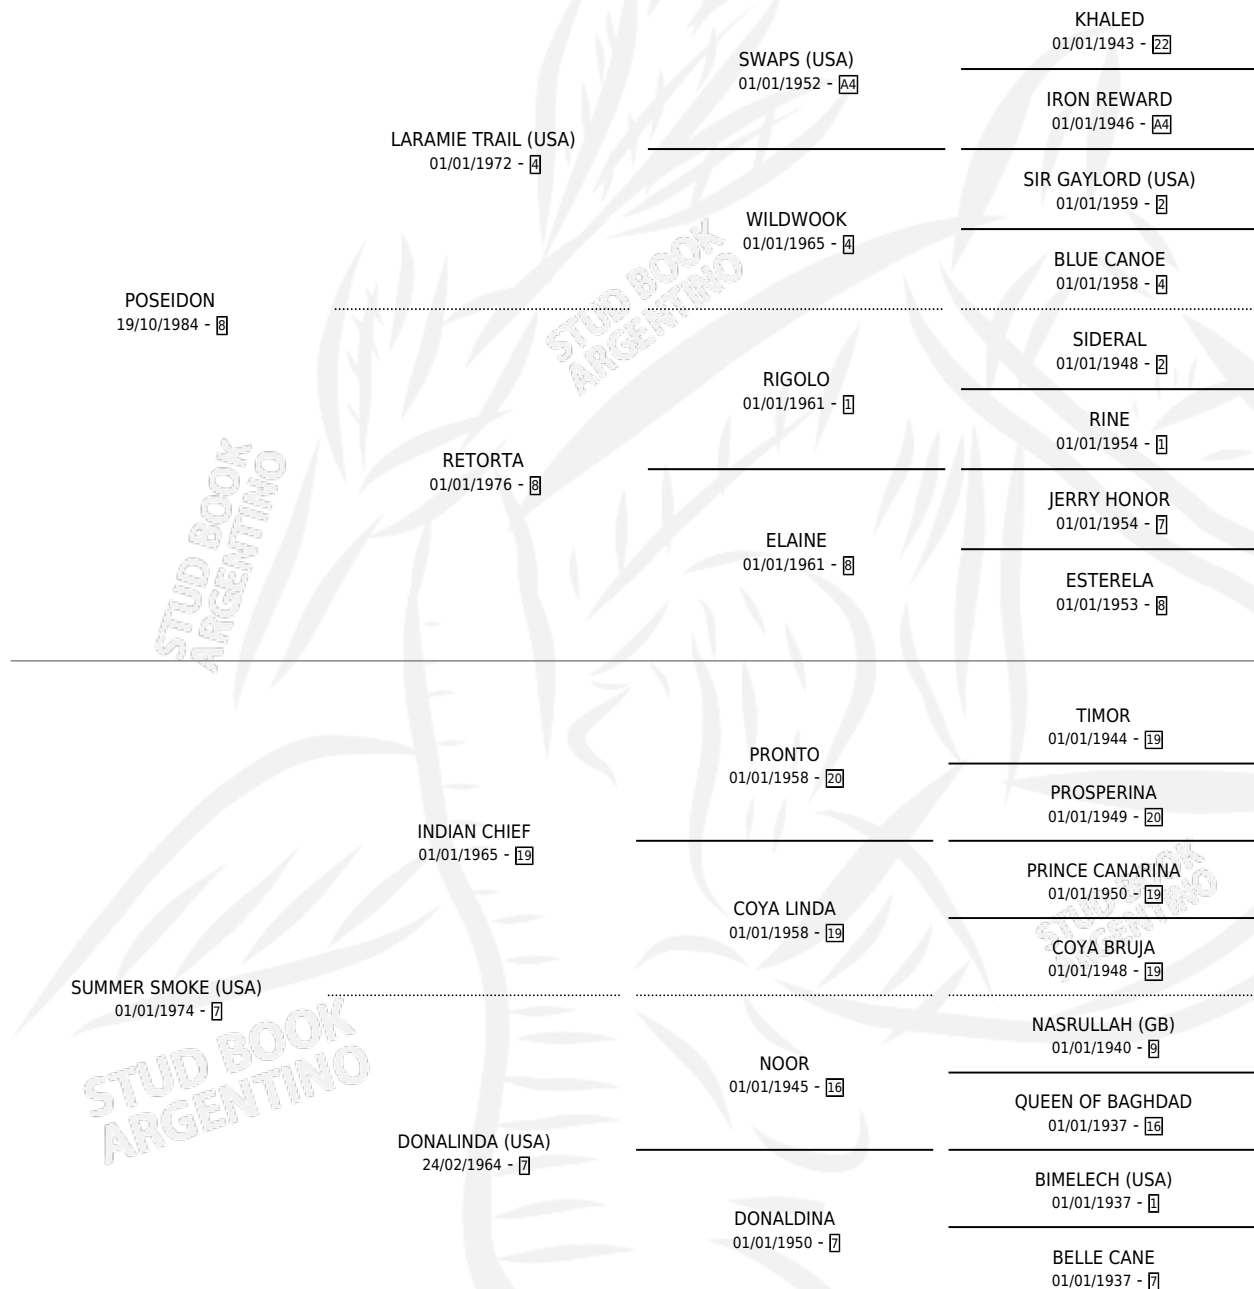 KHALED
01/01/1943 - 22
SWAPS (USA)
01/01/1952 - A4
IRON REWARD
01/01/1946 - A4
LARAMIE TRAIL (USA)
01/01/1972 - 4
SIR GAYLORD (USA)
01/01/1959 - 2
WILDWOOK
01/01/1965 - 4
BLUE CANOE
01/01/1958 - 4
POSEIDON
19/10/1984 - 8
STUD BOOK
ARGENTINO
SIDERAL
01/01/1948 - 2
RIGOLO
01/01/1961 - 1
RINE
01/01/1954 - 1
RETORTA
01/01/1976 - 8
JERRY HONOR
01/01/1954 - 7
ELAINE
01/01/1961 - 8
ESTERELA
01/01/1953 - 8
STUD BOOK
ARGENTINO
TIMOR
01/01/1944 - 19
PRONTO
01/01/1958 - 20
PROSPERINA
01/01/1949 - 20
INDIAN CHIEF
01/01/1965 - 19
PRINCE CANARINA
01/01/1950 - 19
COYA LINDA
01/01/1958 - 19
STUD BOOK
ARGENTINO
COYA BRUJA
01/01/1948 - 19
SUMMER SMOKE (USA)
01/01/1974 - 7
STUD BOOK
ARGENTINO
NASRULLAH (GB)
01/01/1940 - 9
NOOR
01/01/1945 - 16
QUEEN OF BAGHDAD
01/01/1937 - 16
DONALINDA (USA)
24/02/1964 - 7
BIMELECH (USA)
01/01/1937 - 1
DONALDINA
01/01/1950 - 7
BELLE CANE
01/01/1937 - 7